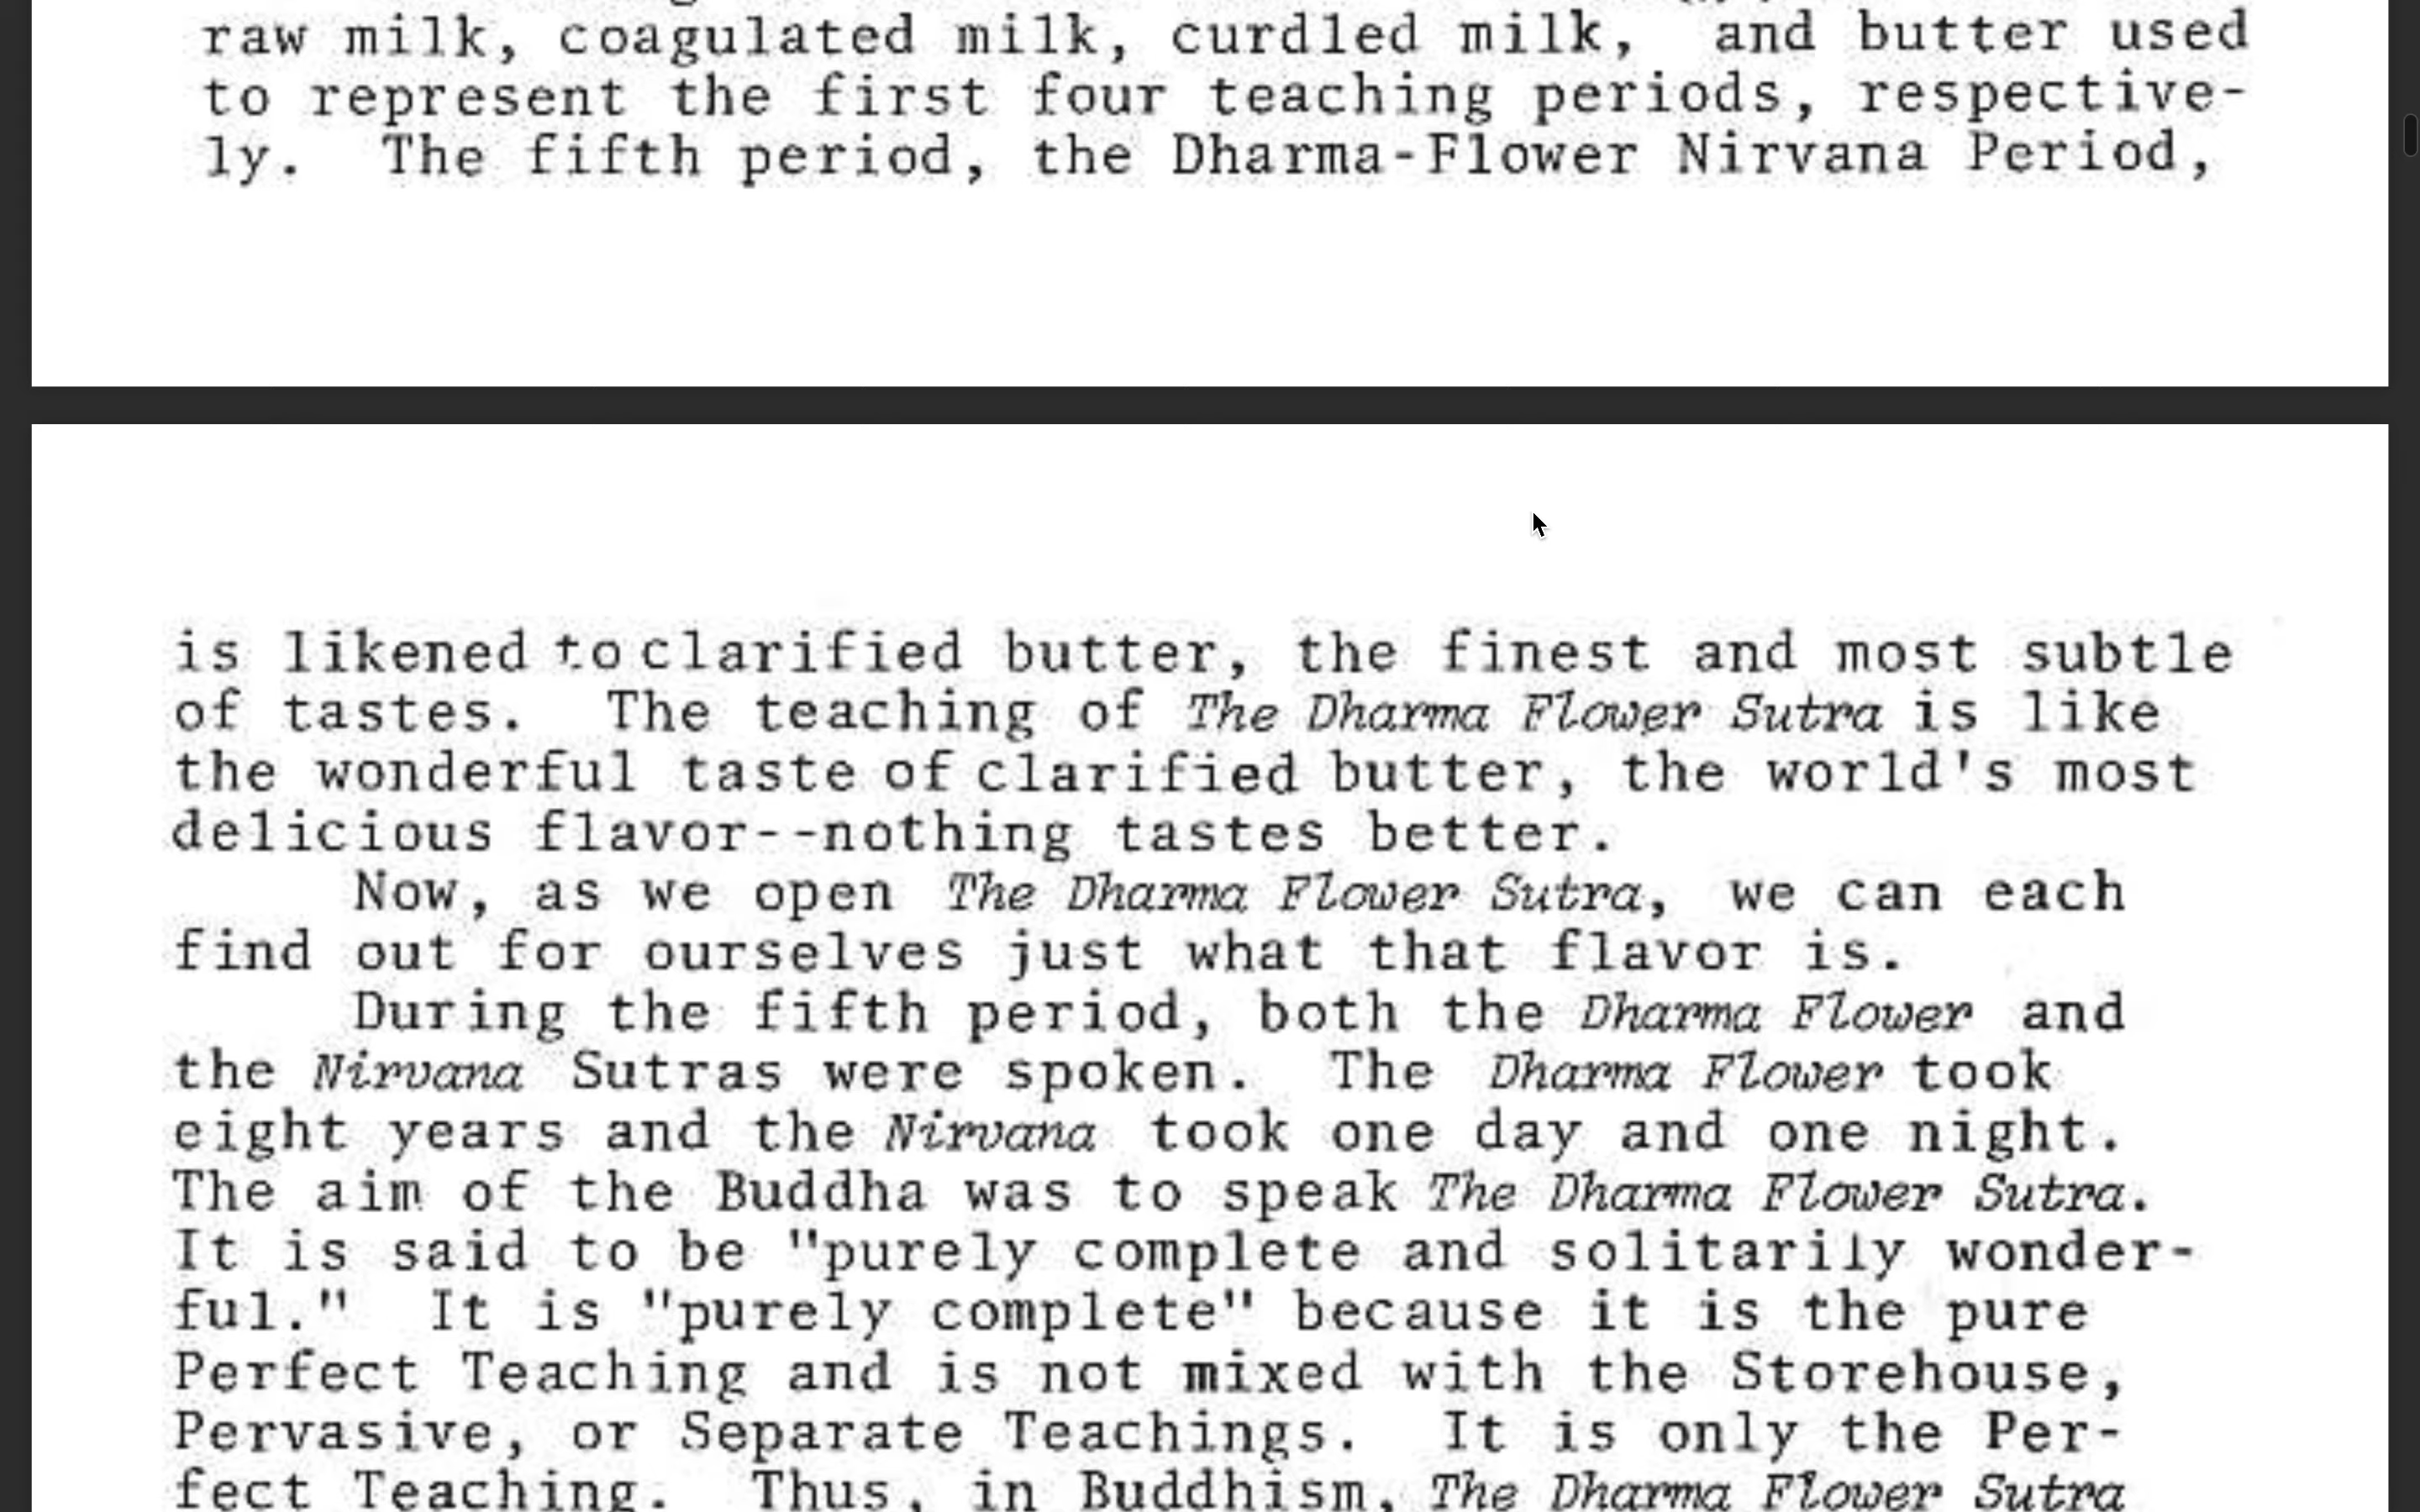 raw milk, coagulated milk, curdled milk, and butter used
to represent the first four teaching periods, respective-
ly. The fifth period, the Dharma-Flower Nirvana Period,
is likened to clarified butter, the finest and most subtle
of tastes. The teaching of The Dharma Flower Sutra is like
the wonderful taste of clarified butter, the world's most
delicious flavor--nothing tastes better.
Now, as we open The Dharma Flower Sutra, we can each
find out for ourselves just what that flavor is.
During the fifth period, both the Dharma Flower and
the Nirvana Sutras were spoken. The Dharma Flower took
eight years and the Nirvana took one day and one night.
The aim of the Buddha was to speak The Dharma Flower Sutra.
It is said to be "purely complete and solitarily wonder-
ful." It is "purely complete" because it is the pure
Perfect Teaching and is not mixed with the Storehouse,
Pervasive, or Separate Teachings. It is only the Per-
fect Teaching. Thus, in Buddhism, The Dharma Flower Sutra